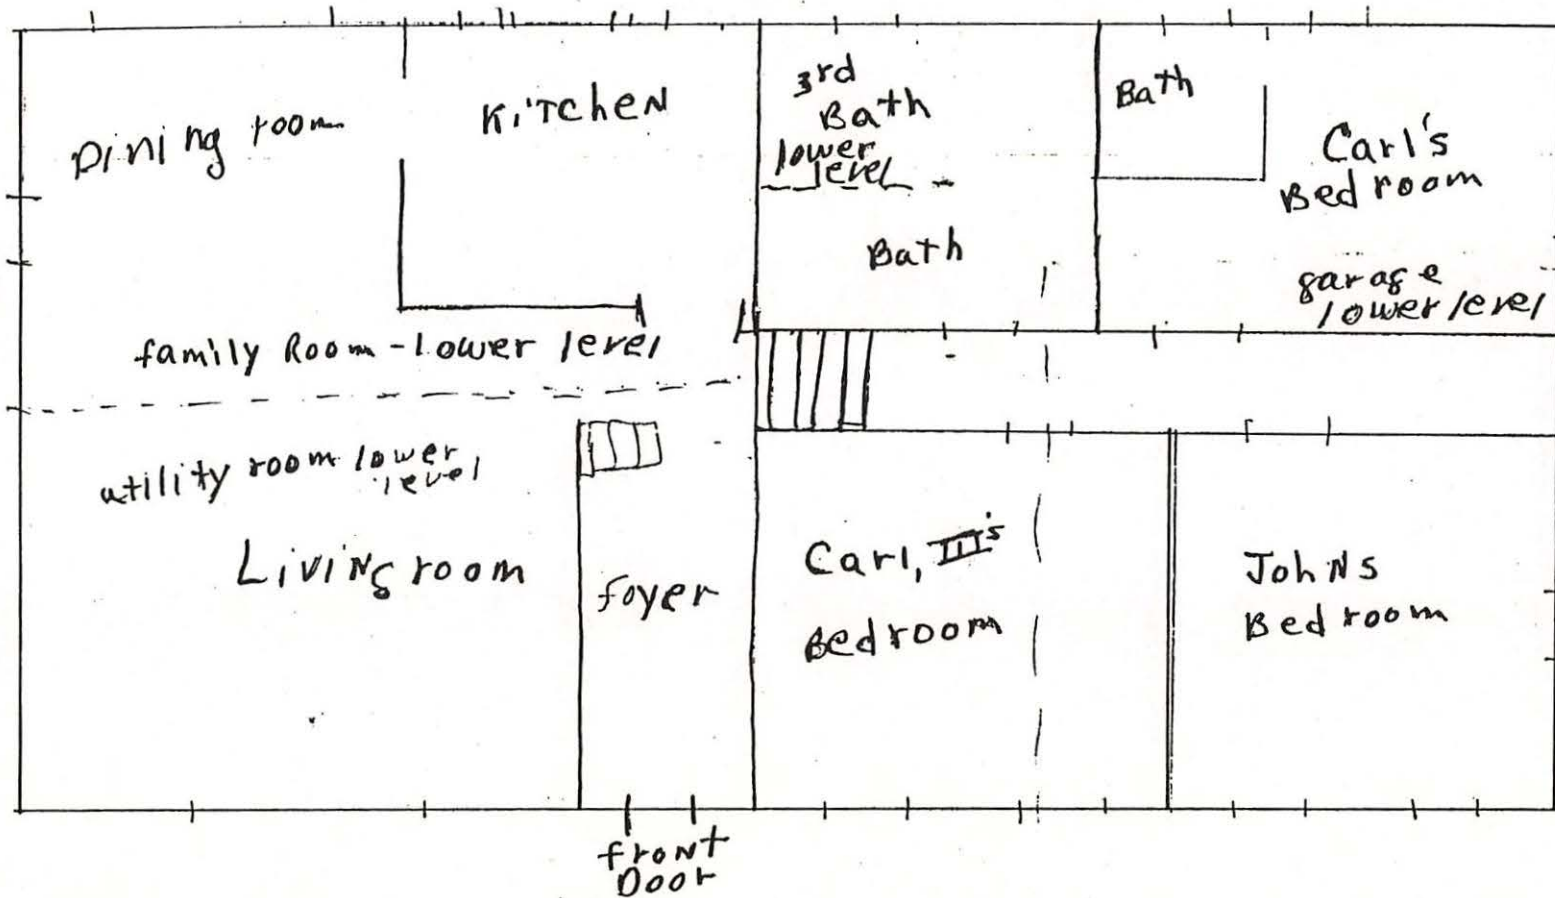 Dining room
KiTcheN
3rd
Bath
lower
level
Bath
Bath
Carl's
Bedroom
garage
lower level
family Room - Lower level
utility room lower
level
Living room
foyer
Carl, III's
Bedroom
JohNs
Bedroom
froNt
Door